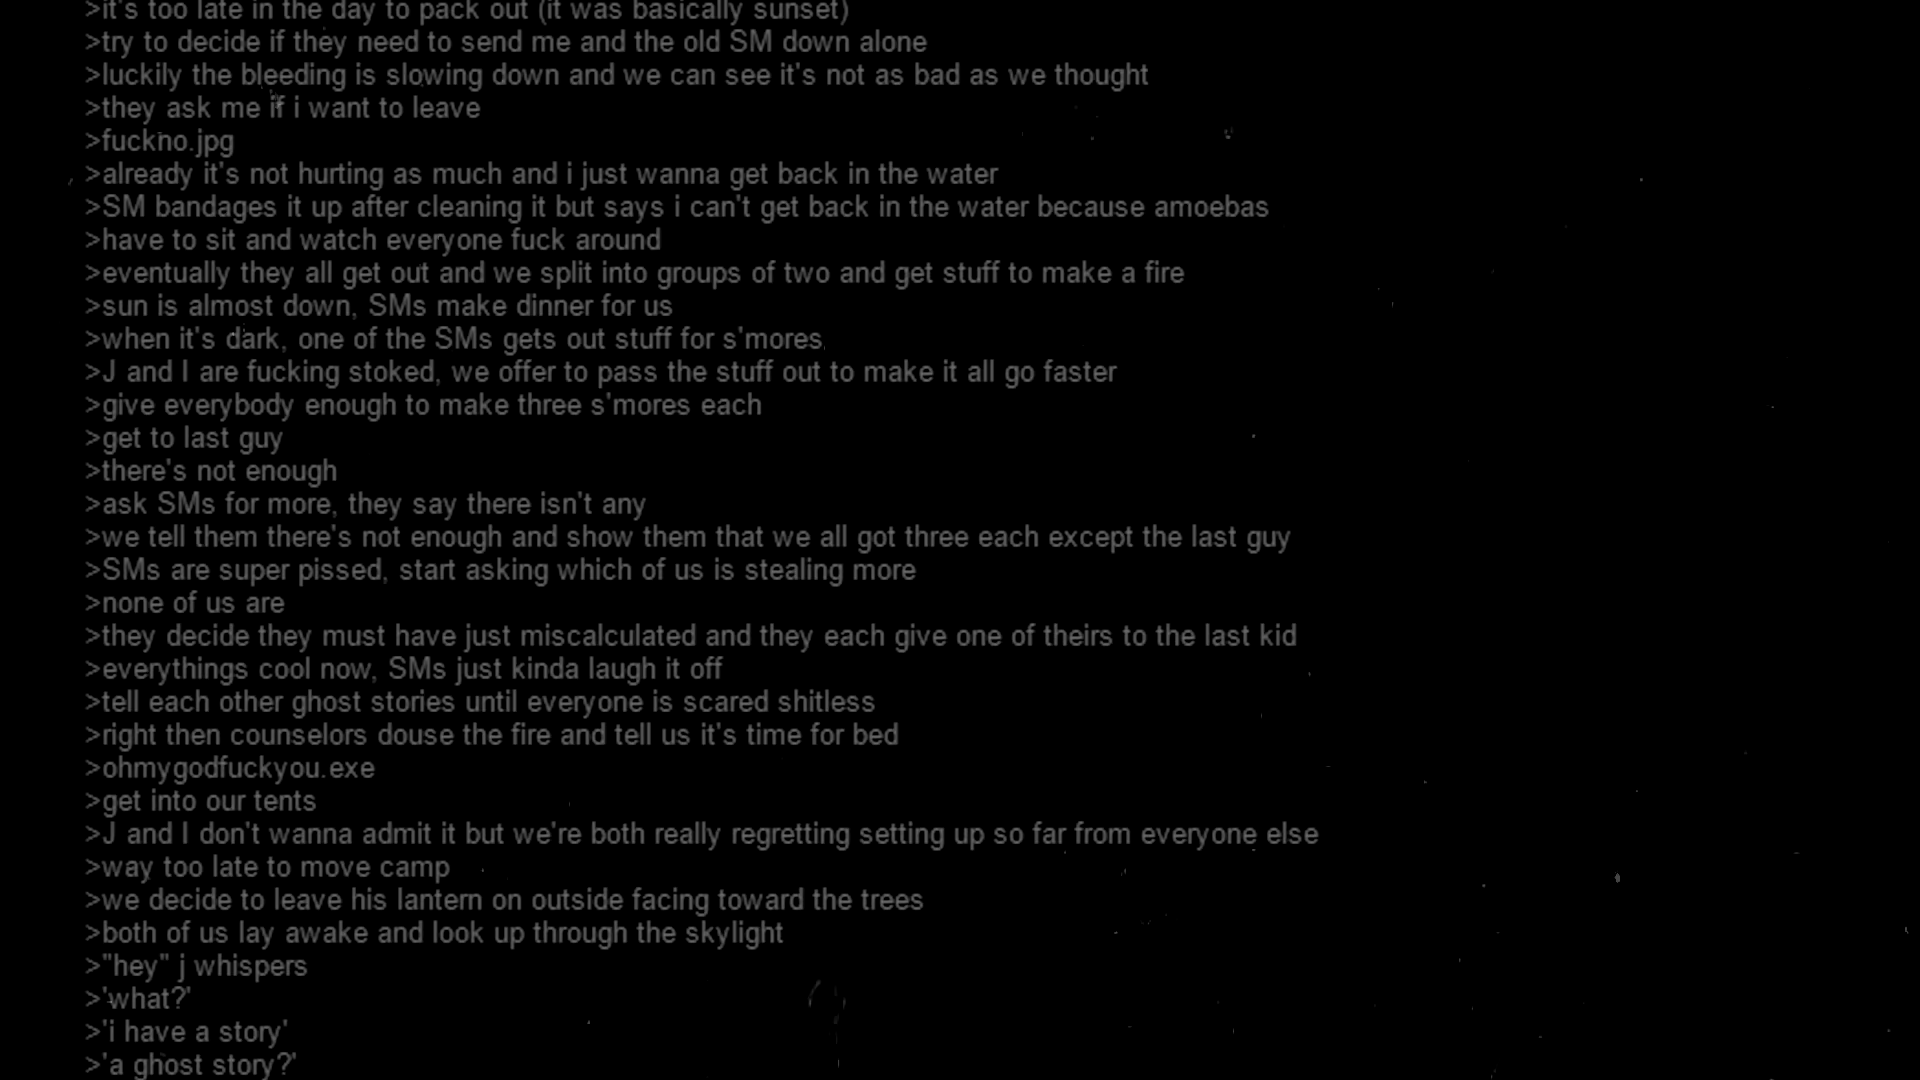 >it's too late in the day to pack out (it was basically sunset)
>try to decide if they need to send me and the old SM down alone
>luckily the bleeding is slowing down and we can see it's not as bad as we thought
>they ask me if i want to leave
>fuckno.jpg
>already it's not hurting as much and i just wanna get back in the water
>SM bandages it up after cleaning it but says i can't get back in the water because amoebas
>have to sit and watch everyone fuck around
>eventually they all get out and we split into groups of two and get stuff to make a fire
>sun is almost down, SMs make dinner for us
>when it's dark, one of the SMs gets out stuff for s'mores
>J and I are fucking stoked, we offer to pass the stuff out to make it all go faster
>give everybody enough to make three s'mores each
>get to last guy
>there's not enough
>ask SMs for more, they say there isn't any
>we tell them there's not enough and show them that we all got three each except the last guy
>SMs are super pissed, start asking which of us is stealing more
>none of us are
>they decide they must have just miscalculated and they each give one of theirs to the last kid
>everythings cool now, SMs just kinda laugh it off
>tell each other ghost stories until everyone is scared shitless
>right then counselors douse the fire and tell us it's time for bed
>ohmygodfuckyou.exe
>get into our tents
>J and I don't wanna admit it but we're both really regretting setting up so far from everyone else
>way too late to move camp
>we decide to leave his lantern on outside facing toward the trees
>both of us lay awake and look up through the skylight
>"hey" j whispers
>'what?'
>'i have a story'
>'a ghost story?'